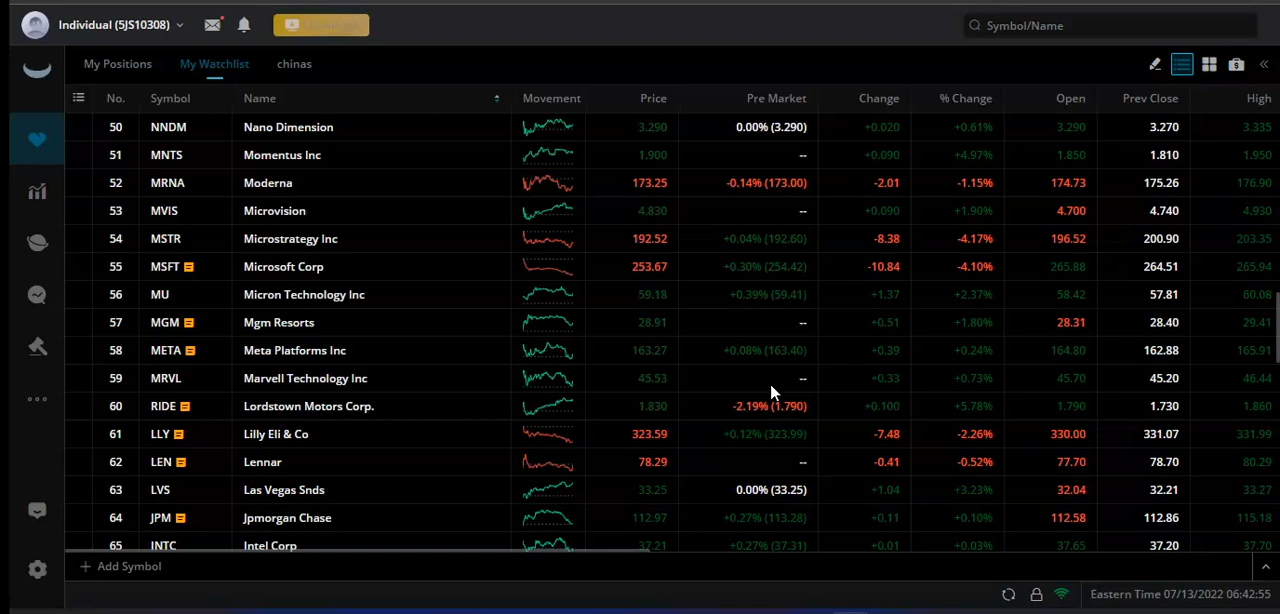 Individual (5JS10308) Symbol/Name
My Positions My Watchlist chinas
No. Symbol Name Movement Price Pre Market Change % Change Open Prev Close High
50 NNDM Nano Dimension 3.290 0.00% (3.290) +0.020 +0.61% 3.290 3.270 3.335
51 MNTS Momentus Inc 1.900 -- +0.090 +4.97% 1.850 1.810 1.950
52 MRNA Moderna 173.25 -0.14% (173.00) -2.01 -1.15% 174.73 175.26 176.90
53 MVIS Microvision 4.830 -- +0.090 +1.90% 4.700 4.740 4.930
54 MSTR Microstrategy Inc 192.52 +0.04% (192.60) -8.38 -4.17% 196.52 200.90 203.35
55 MSFT Microsoft Corp 253.67 +0.30% (254.42) -10.84 -4.10% 265.88 264.51 265.94
56 MU Micron Technology Inc 59.18 +0.39% (59.41) +1.37 +2.37% 58.42 57.81 60.08
57 MGM Mgm Resorts 28.91 -- +0.51 +1.80% 28.31 28.40 29.41
58 META Meta Platforms Inc 163.27 +0.08% (163.40) +0.39 +0.24% 164.80 162.88 165.91
59 MRVL Marvell Technology Inc 45.53 -- +0.33 +0.73% 45.70 45.20 46.44
60 RIDE Lordstown Motors Corp. 1.830 -2.19% (1.790) +0.100 +5.78% 1.790 1.730 1.860
61 LLY Lilly Eli & Co 323.59 +0.12% (323.99) -7.48 -2.26% 330.00 331.07 331.99
62 LEN Lennar 78.29 -- -0.41 -0.52% 77.70 78.70 80.29
63 LVS Las Vegas Snds 33.25 0.00% (33.25) +1.04 +3.23% 32.04 32.21 33.27
64 JPM Jpmorgan Chase 112.97 +0.27% (113.28) +0.11 +0.10% 112.58 112.86 115.18
65 INTC Intel Corp 37.21 +0.27% (37.31) +0.01 +0.03% 37.65 37.20 37.70
+ Add Symbol
Eastern Time 07/13/2022 06:42:55